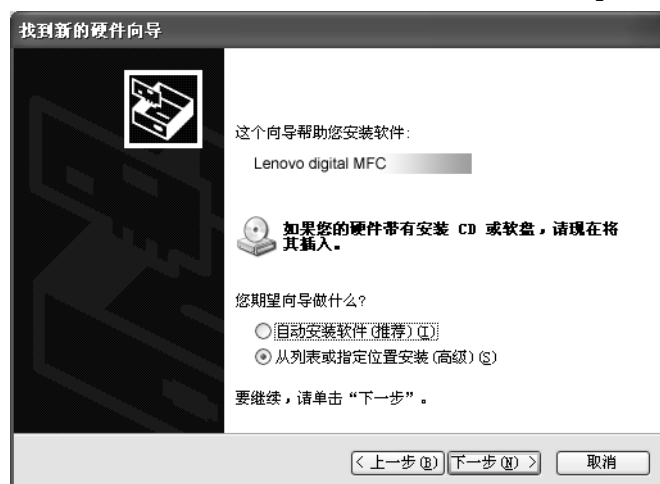 找到新的硬件向导
这个向导帮助您安装软件:
Lenovo digital MFC
如果您的硬件带有安装 CD 或软盘，请现在将
其插入。
您期望向导做什么?
自动安装软件(推荐)(I)
从列表或指定位置安装(高级)(S)
要继续，请单击“下一步”。
< 上一步(B) 下一步(N) > 取消